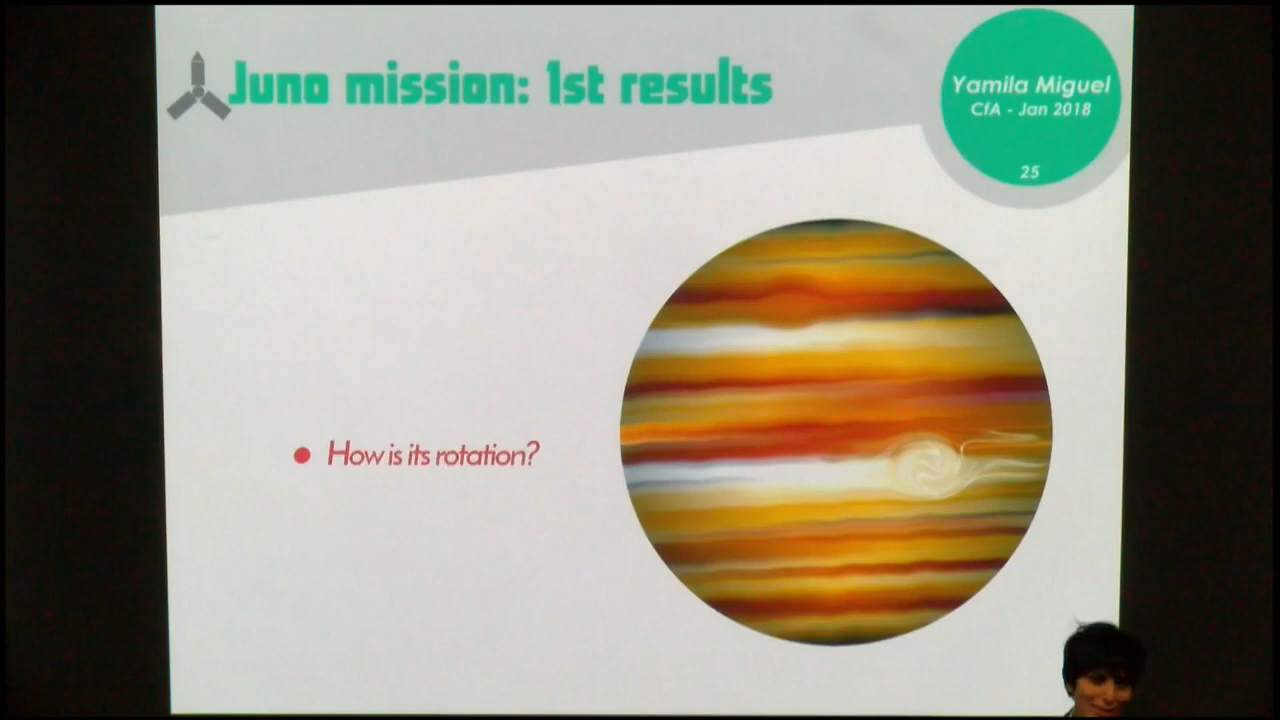 Juno mission: 1st results
Yamila Miguel
CfA - Jan 2018
25
How is its rotation?